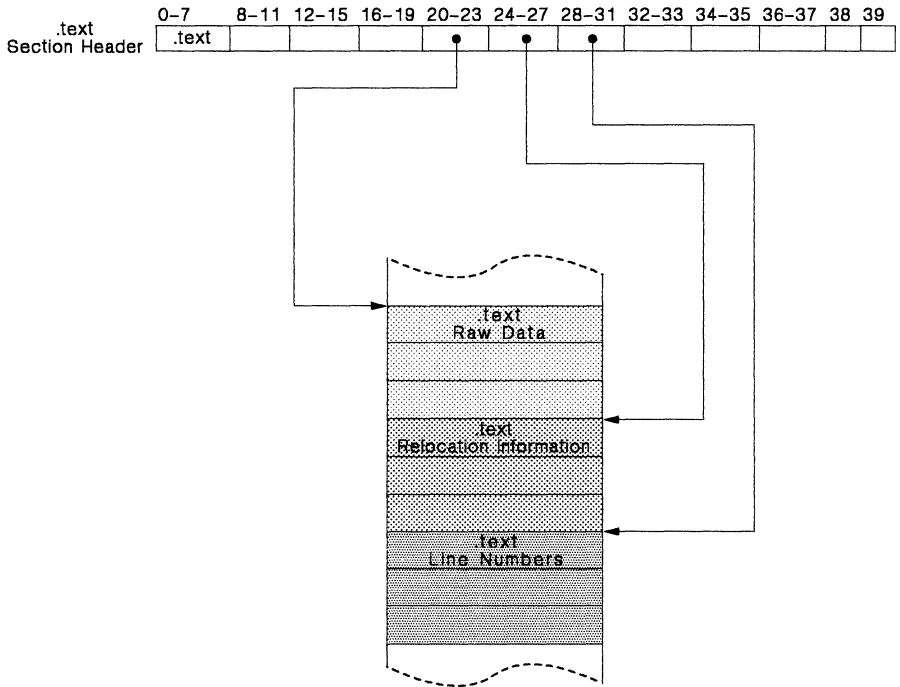 0-7 8-11 12-15 16-19 20-23 24-27 28-31 32-33 34-35 36-37 38 39
.text
Section Header
.text
.text
Raw Data
.text
Relocation Information
.text
Line Numbers